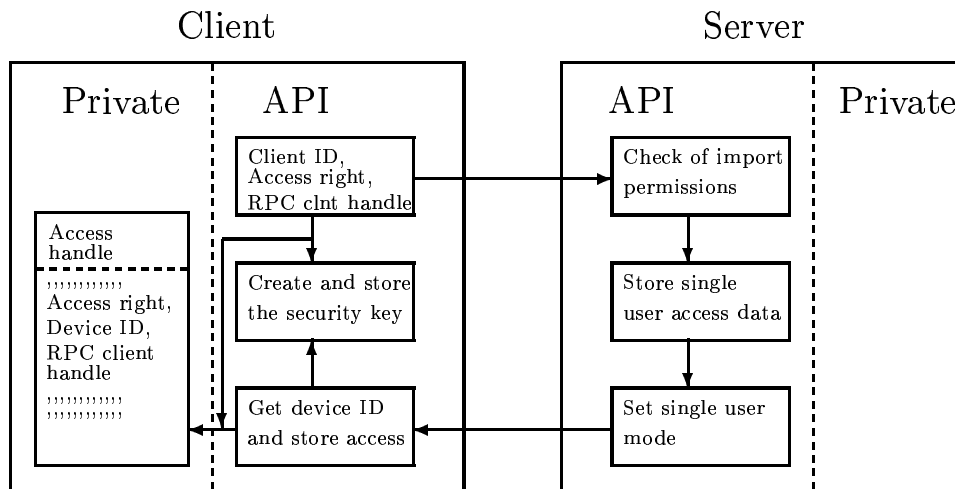 Client
Server
Private
API
API
Private
Client ID,
Access right,
RPC clnt handle
Check of import
permissions
Access
handle
,,,,,,,,,,,,
Access right,
Device ID,
RPC client
handle
,,,,,,,,,,,,
,,,,,,,,,,,,
Create and store
the security key
Store single
user access data
Get device ID
and store access
Set single user
mode